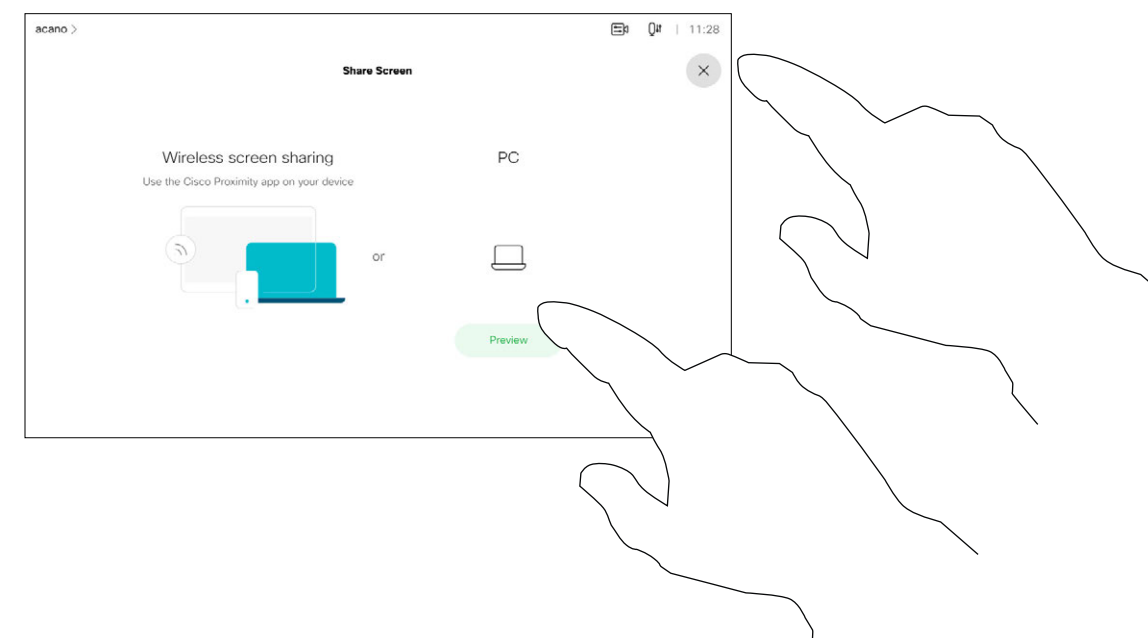 acano >
11:28
Share Screen
Wireless screen sharing
Use the Cisco Proximity app on your device
PC
or
Preview